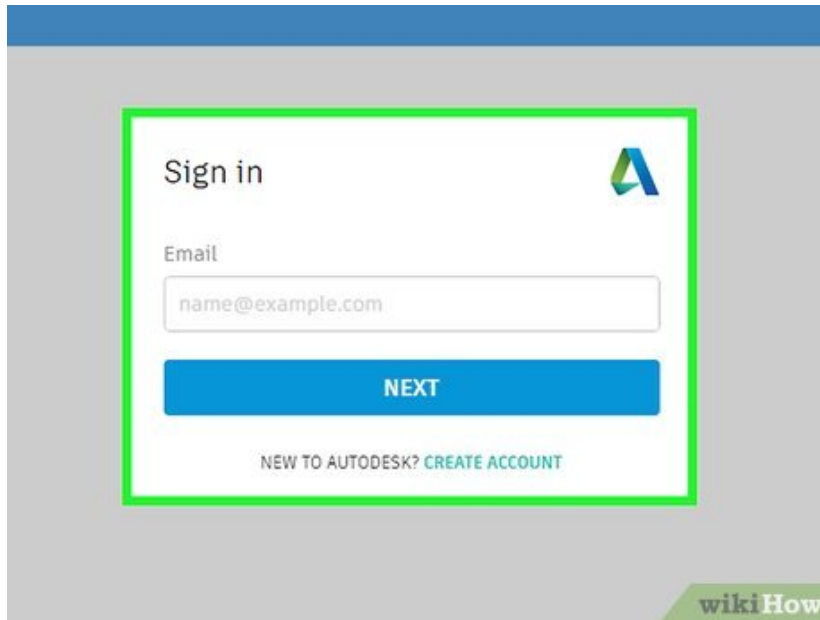 Sign in
Email
name@example.com
NEXT
NEW TO AUTODESK? CREATE ACCOUNT
wikiHow